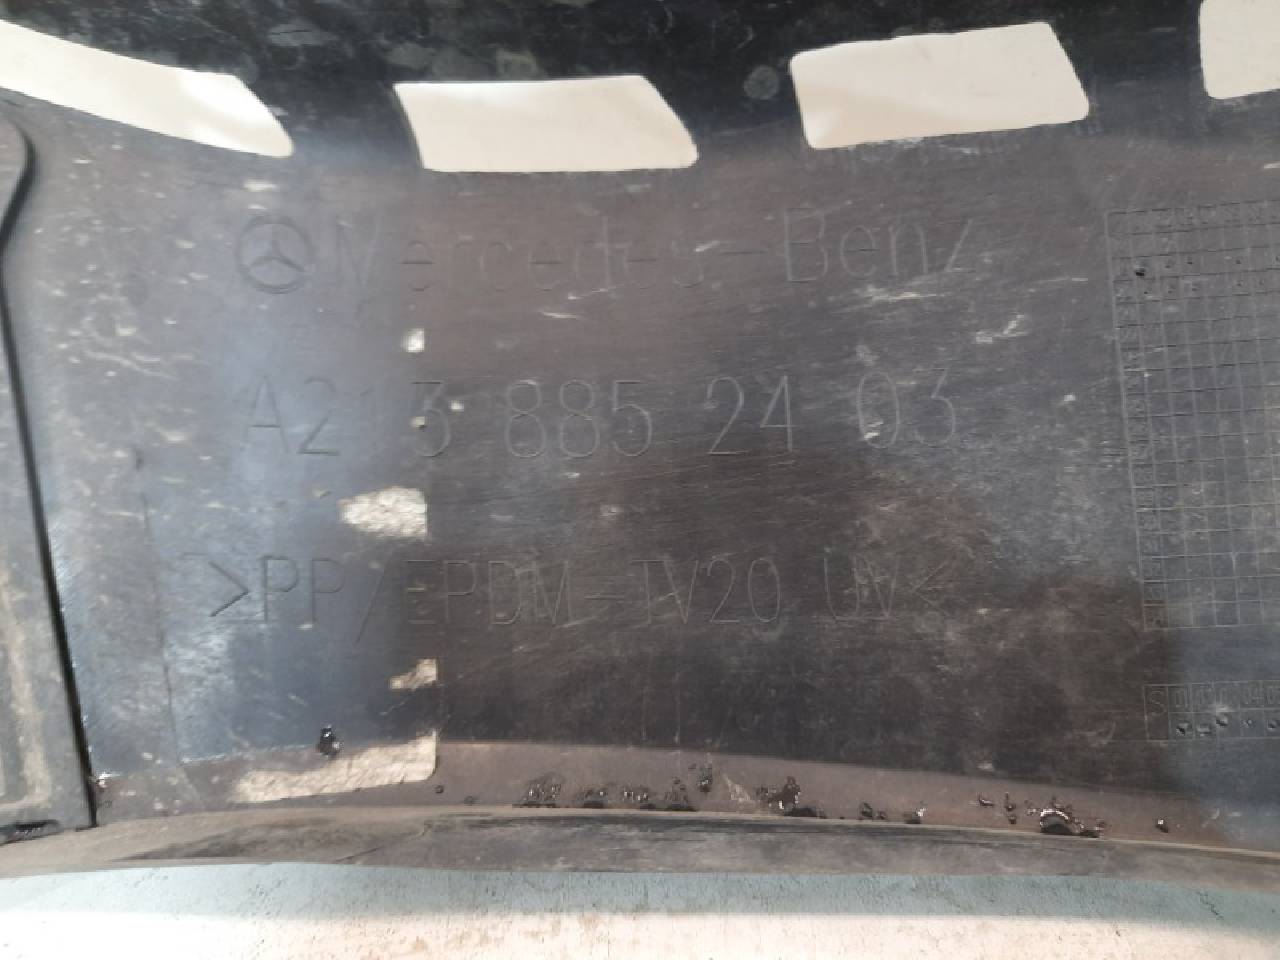 Mercedes-Benz
A213 885 24 03
>PP/EPDM-TV20 UV<